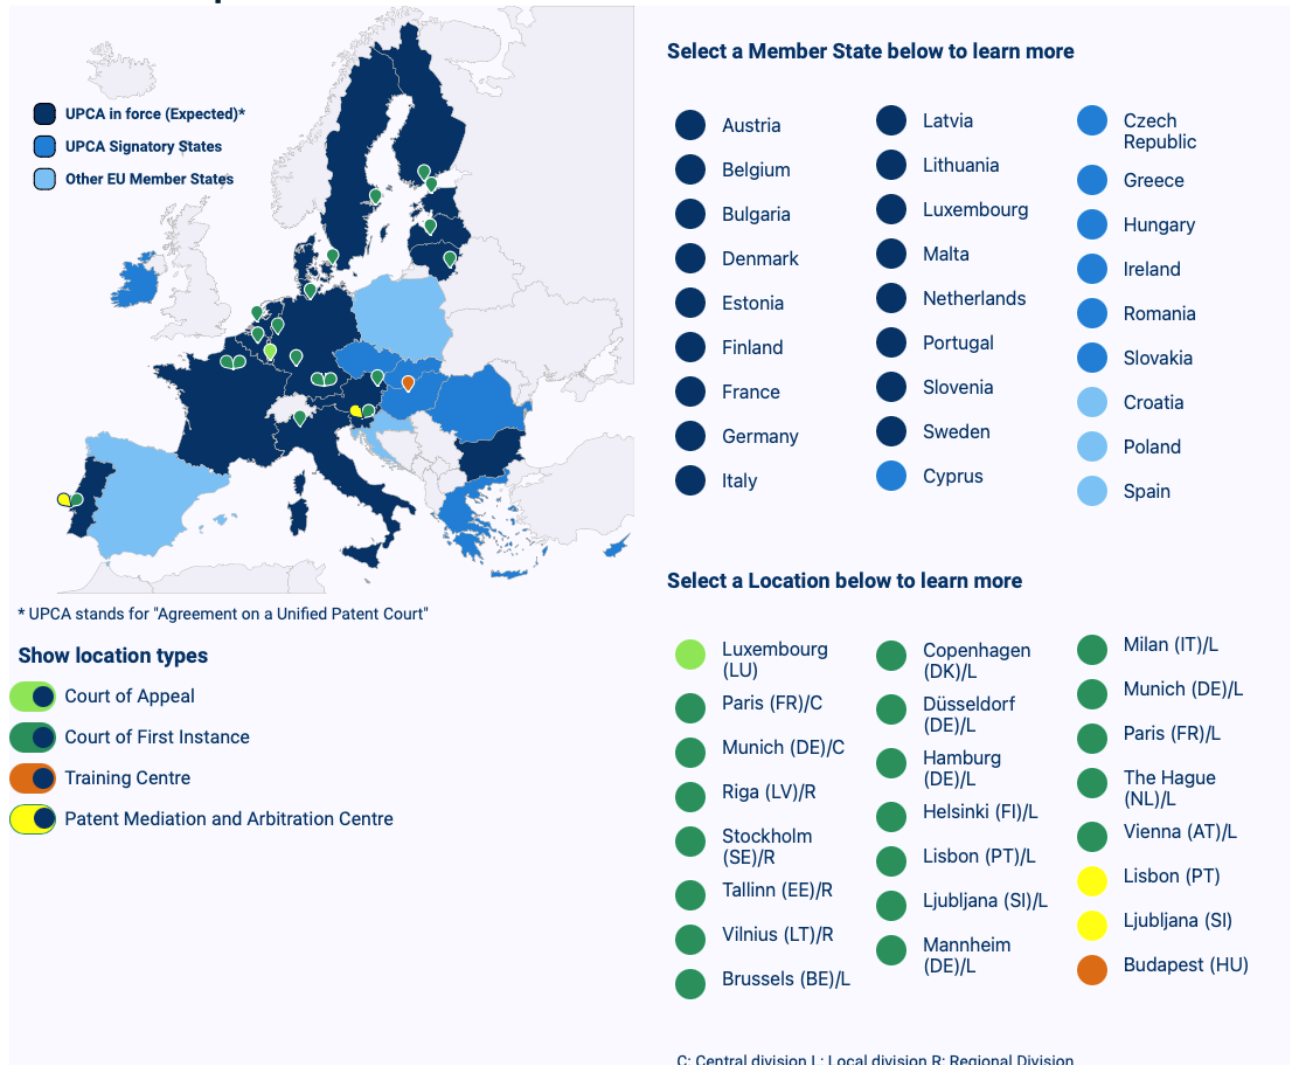 UPCA in force (Expected)*
UPCA Signatory States
Other EU Member States
* UPCA stands for "Agreement on a Unified Patent Court"
Show location types
Court of Appeal
Court of First Instance
Training Centre
Patent Mediation and Arbitration Centre
Select a Member State below to learn more
Austria
Belgium
Bulgaria
Denmark
Estonia
Finland
France
Germany
Italy
Latvia
Lithuania
Luxembourg
Malta
Netherlands
Portugal
Slovenia
Sweden
Cyprus
Czech
Republic
Greece
Hungary
Ireland
Romania
Slovakia
Croatia
Poland
Spain
Select a Location below to learn more
Luxembourg
(LU)
Paris (FR)/C
Munich (DE)/C
Riga (LV)/R
Stockholm
(SE)/R
Tallinn (EE)/R
Vilnius (LT)/R
Brussels (BE)/L
Copenhagen
(DK)/L
Düsseldorf
(DE)/L
Hamburg
(DE)/L
Helsinki (FI)/L
Lisbon (PT)/L
Ljubljana (SI)/L
Mannheim
(DE)/L
Milan (IT)/L
Munich (DE)/L
Paris (FR)/L
The Hague
(NL)/L
Vienna (AT)/L
Lisbon (PT)
Ljubljana (SI)
Budapest (HU)
C: Central division L: Local division R: Regional Division